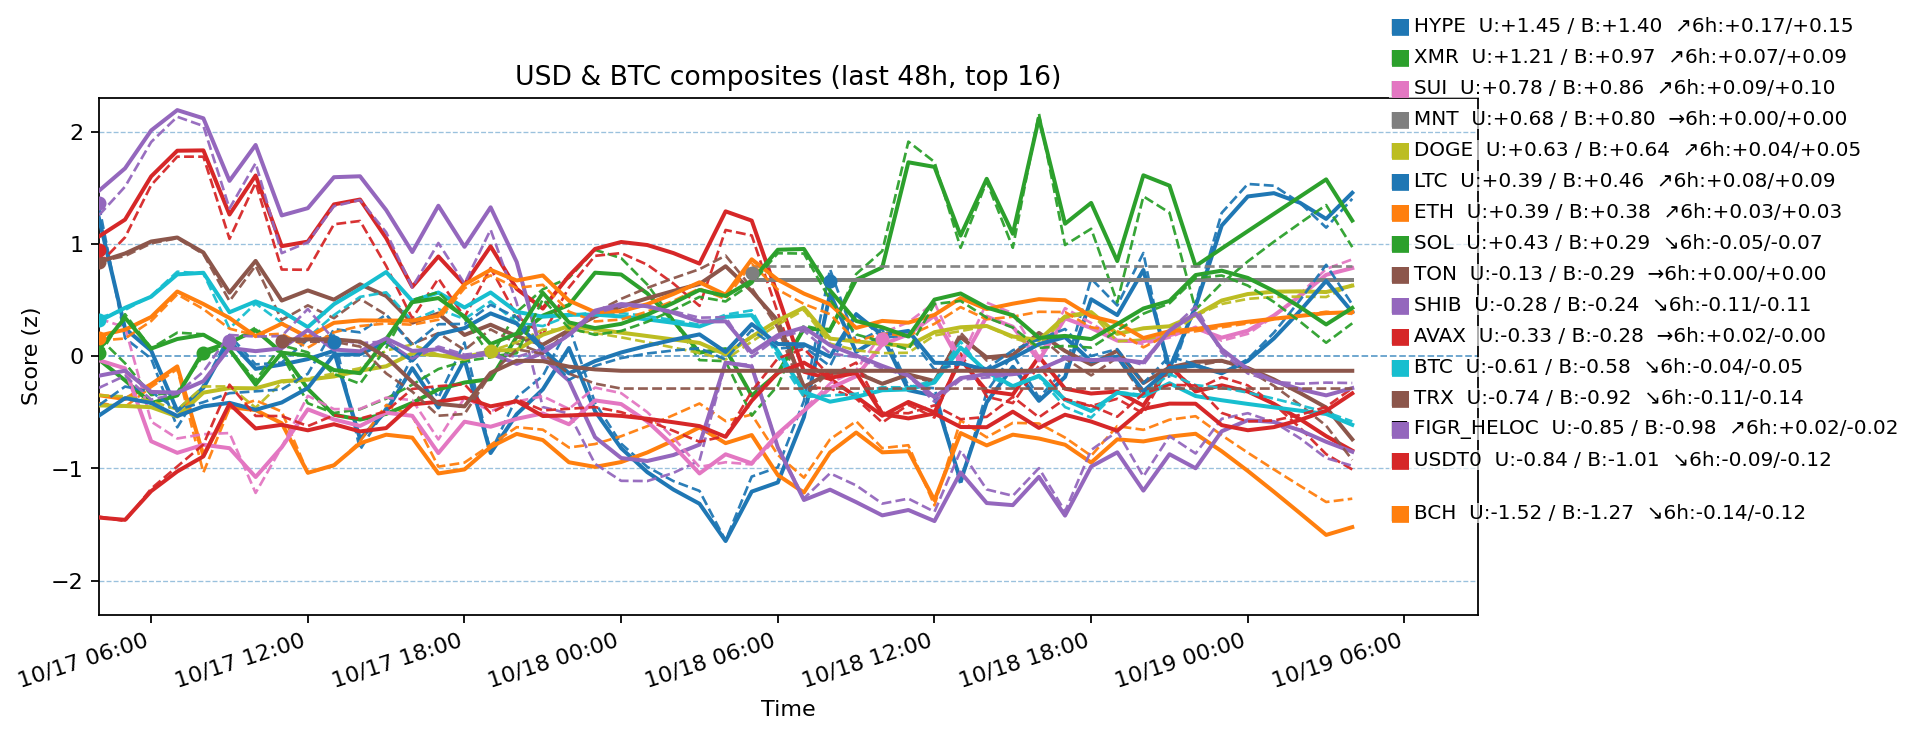 HYPE U:+1.45 / B:+1.40 ↗6h:+0.17/+0.15
XMR U:+1.21 / B:+0.97 ↗6h:+0.07/+0.09
USD & BTC composites (last 48h, top 16)
SUI U:+0.78 / B:+0.86 ↗6h:+0.09/+0.10
MNT U:+0.68 / B:+0.80 →6h:+0.00/+0.00
DOGE U:+0.63 / B:+0.64 ↗6h:+0.04/+0.05
LTC U:+0.39 / B:+0.46 ↗6h:+0.08/+0.09
ETH U:+0.39 / B:+0.38 ↗6h:+0.03/+0.03
SOL U:+0.43 / B:+0.29 ↘6h:-0.05/-0.07
TON U:-0.13 / B:-0.29 →6h:+0.00/+0.00
SHIB U:-0.28 / B:-0.24 ↘6h:-0.11/-0.11
AVAX U:-0.33 / B:-0.28 →6h:+0.02/-0.00
BTC U:-0.61 / B:-0.58 ↘6h:-0.04/-0.05
TRX U:-0.74 / B:-0.92 ↘6h:-0.11/-0.14
FIGR_HELOC U:-0.85 / B:-0.98 ↗6h:+0.02/-0.02
USDT0 U:-0.84 / B:-1.01 ↘6h:-0.09/-0.12
BCH U:-1.52 / B:-1.27 ↘6h:-0.14/-0.12
Score (z)
2
1
0
−1
−2
10/17 06:00
10/17 12:00
10/17 18:00
10/18 00:00
10/18 06:00
10/18 12:00
10/18 18:00
10/19 00:00
10/19 06:00
Time